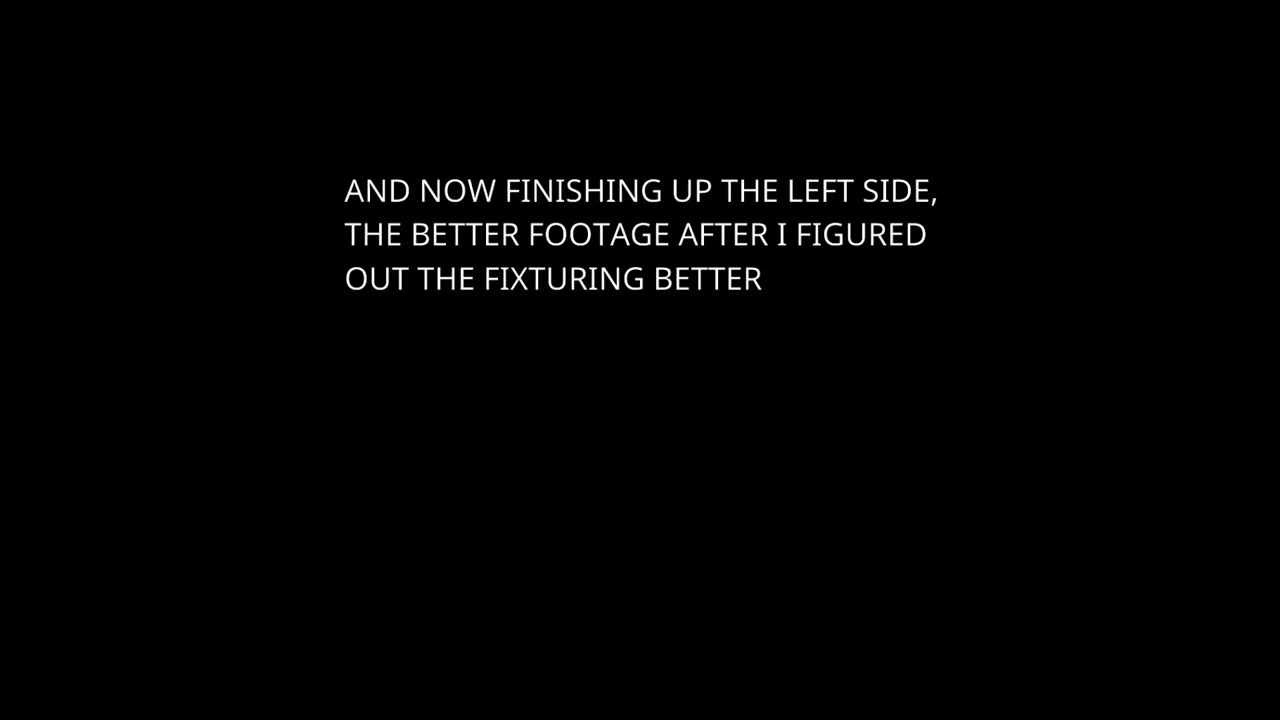 AND NOW FINISHING UP THE LEFT SIDE,
THE BETTER FOOTAGE AFTER I FIGURED
OUT THE FIXTURING BETTER